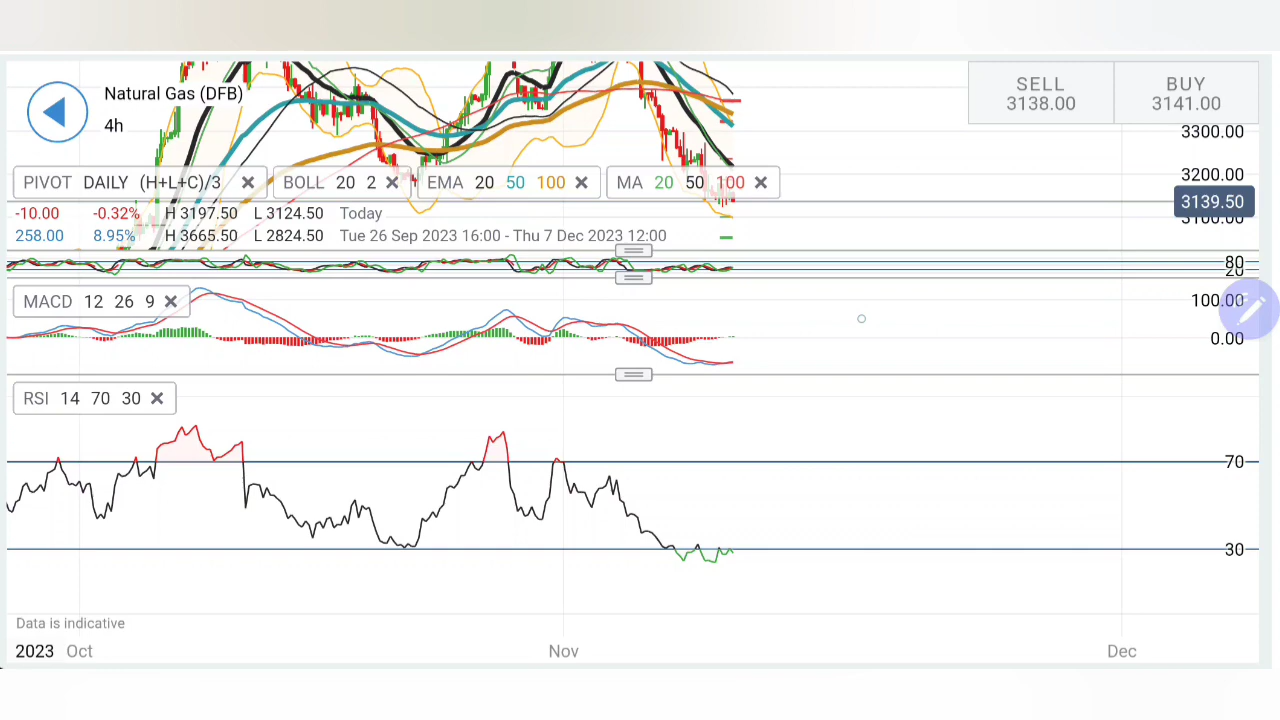 Natural Gas (DFB)
4h
SELL
3138.00
BUY
3141.00
3300.00
3200.00
3139.50
3100.00
PIVOT DAILY (H+L+C)/3
BOLL 20 2
EMA 20 50 100
MA 20 50 100
-10.00 -0.32% H 3197.50 L 3124.50 Today
258.00 8.95% H 3665.50 L 2824.50 Tue 26 Sep 2023 16:00 - Thu 7 Dec 2023 12:00
80
20
MACD 12 26 9
100.00
0.00
RSI 14 70 30
70
30
Data is indicative
2023 Oct Nov Dec